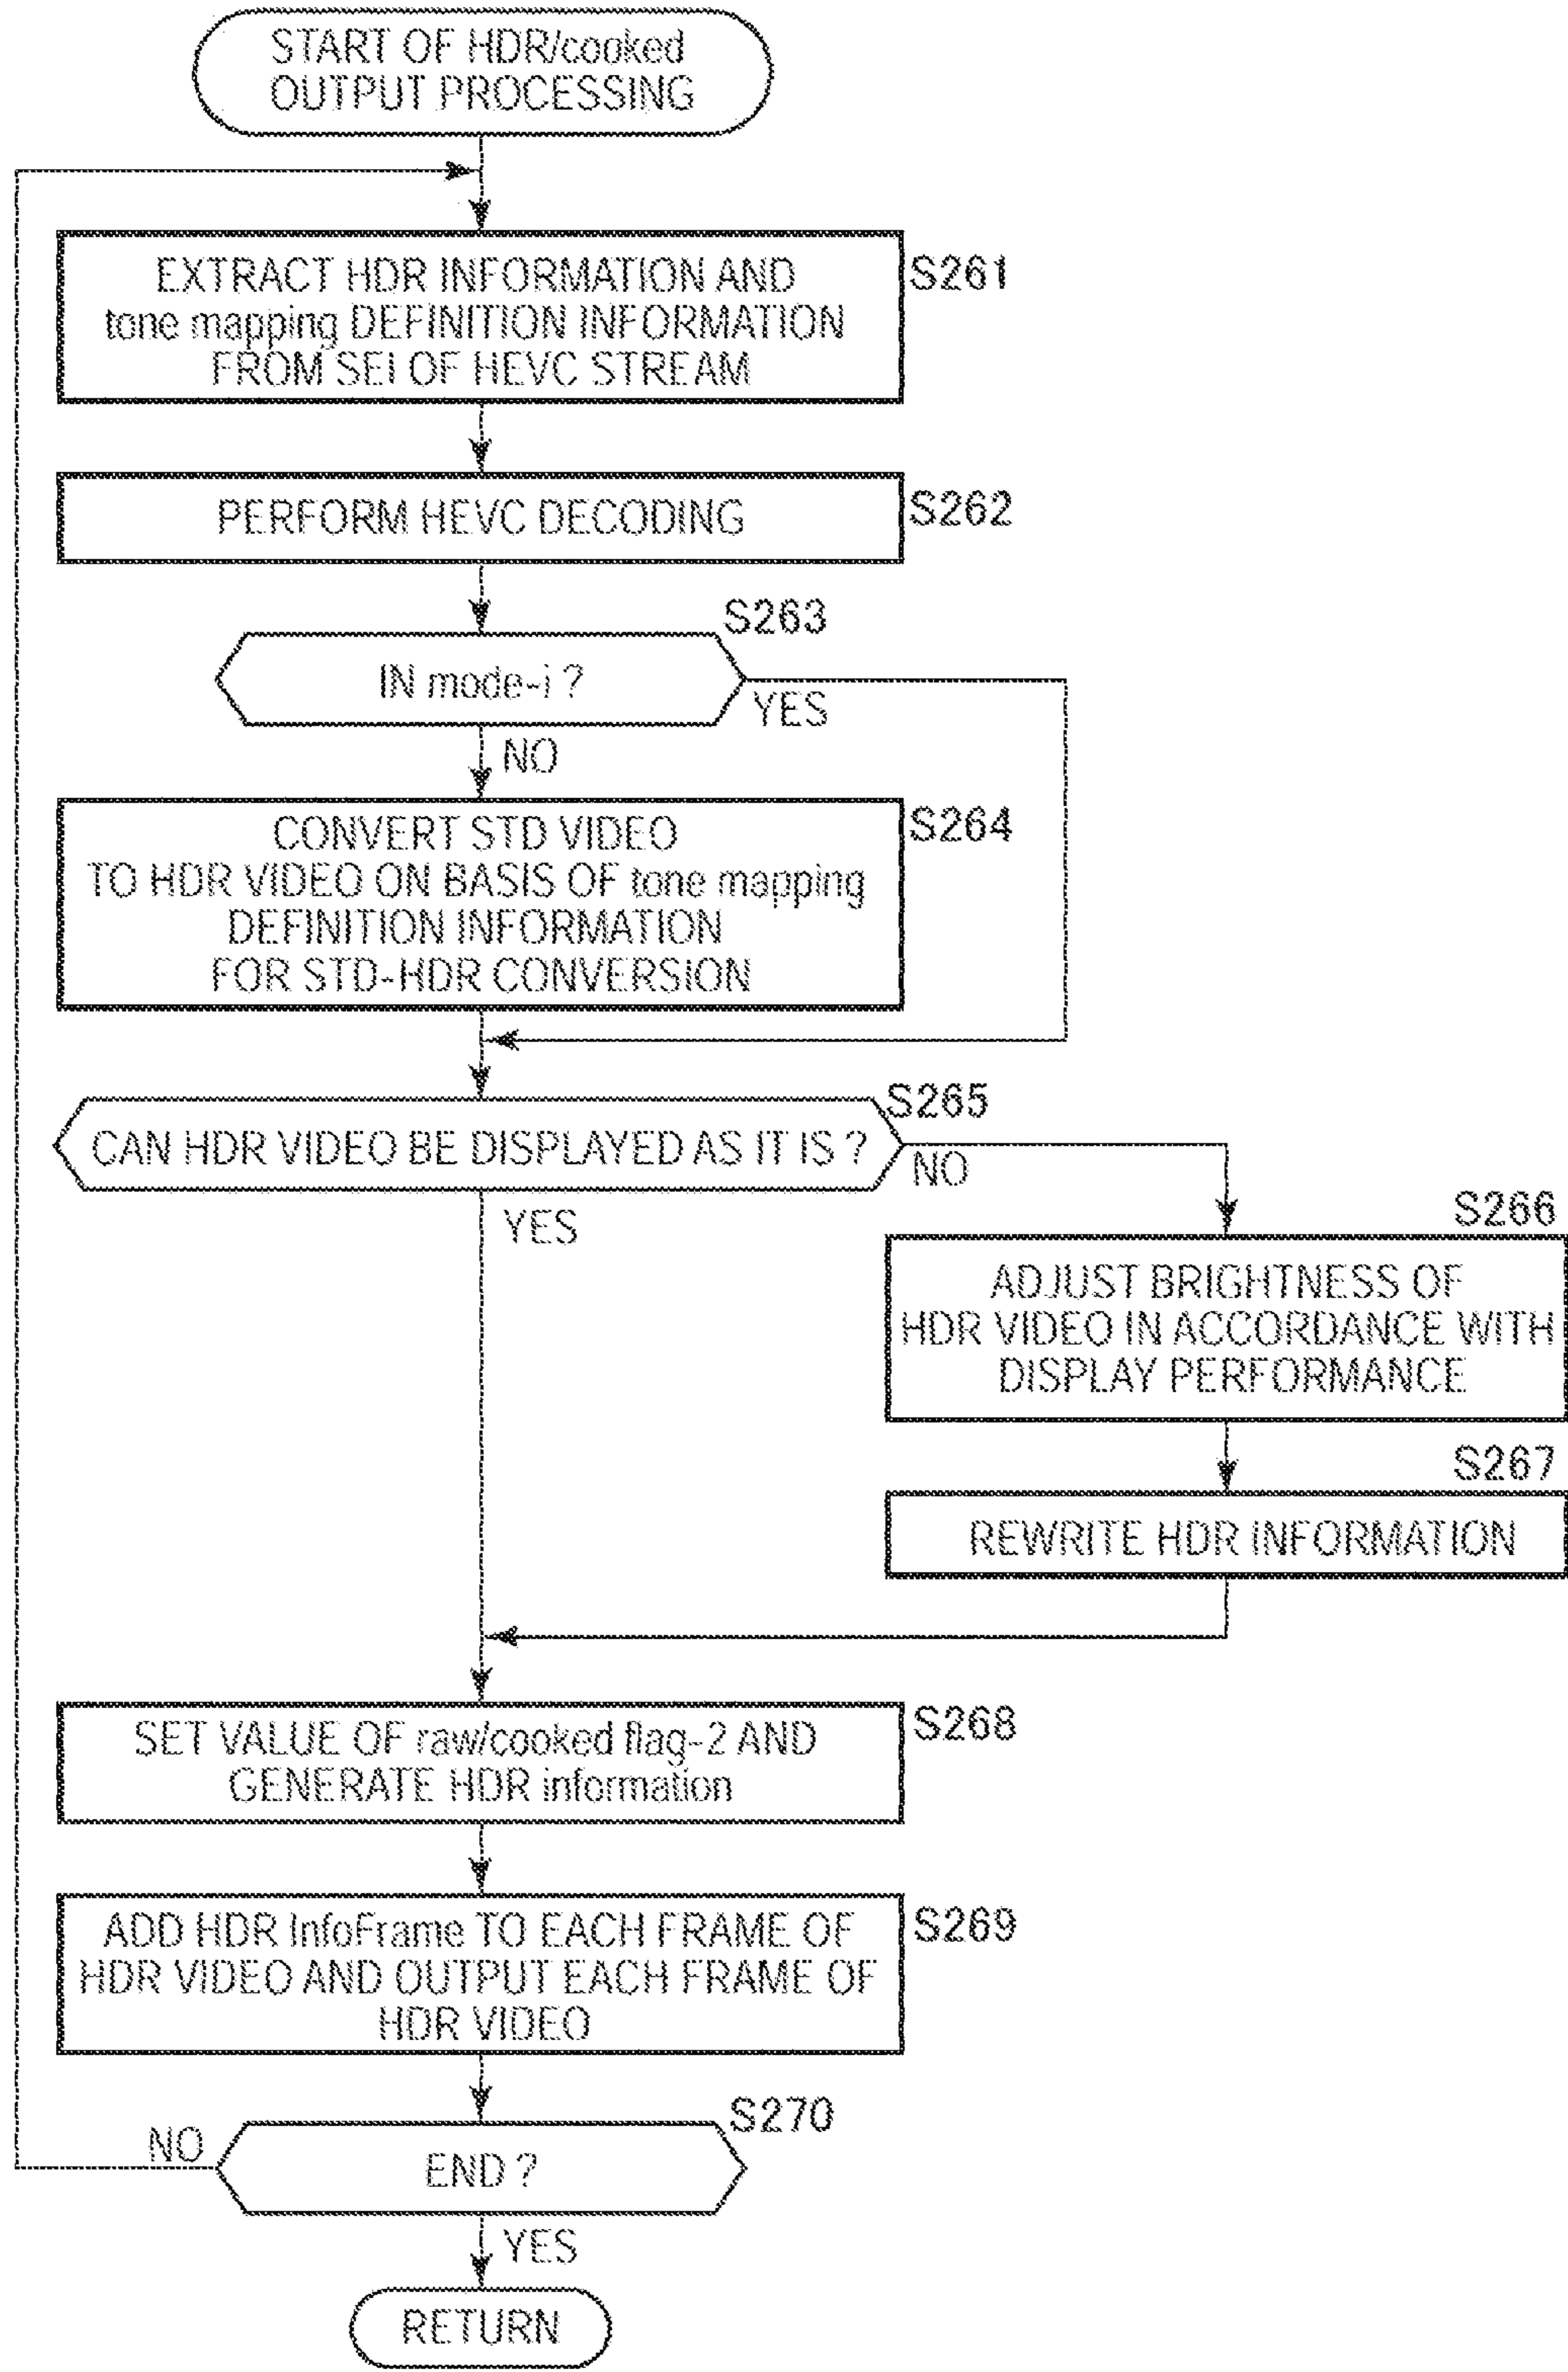 START OF HDR/cooked
OUTPUT PROCESSING
EXTRACT HDR INFORMATION AND
tone mapping DEFINITION INFORMATION
FROM SEI OF HEVC STREAM
S261
PERFORM HEVC DECODING
S262
S263
IN mode-i ?
YES
NO
CONVERT STD VIDEO
TO HDR VIDEO ON BASIS OF tone mapping
DEFINITION INFORMATION
FOR STD-HDR CONVERSION
S264
S265
CAN HDR VIDEO BE DISPLAYED AS IT IS ?
NO
YES
S266
ADJUST BRIGHTNESS OF
HDR VIDEO IN ACCORDANCE WITH
DISPLAY PERFORMANCE
S267
REWRITE HDR INFORMATION
SET VALUE OF raw/cooked flag-2 AND
GENERATE HDR information
S268
ADD HDR InfoFrame TO EACH FRAME OF
HDR VIDEO AND OUTPUT EACH FRAME OF
HDR VIDEO
S269
S270
NO
END ?
YES
RETURN